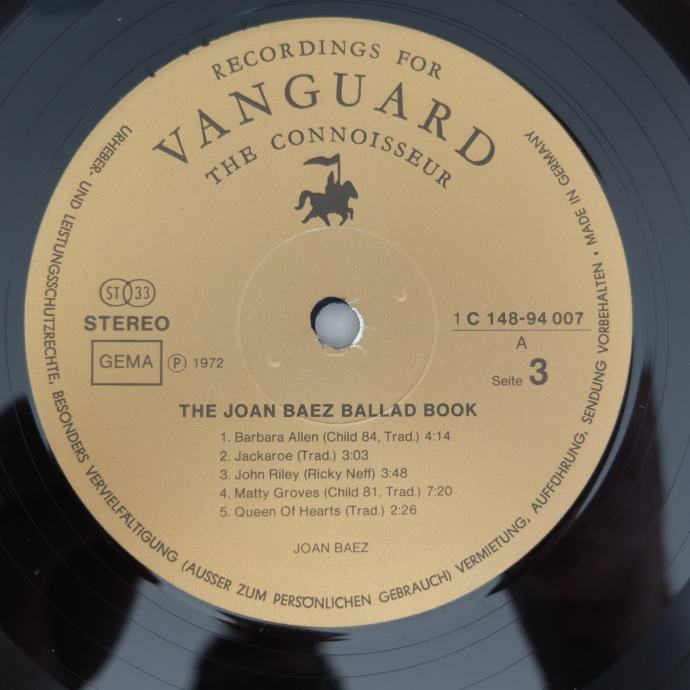 RECORDINGS FOR
VANGUARD
THE CONNOISSEUR
ST 33
STEREO
GEMA
Ⓟ 1972
1 C 148-94 007
A
Seite 3
THE JOAN BAEZ BALLAD BOOK
1. Barbara Allen (Child 84, Trad.) 4:14
2. Jackaroe (Trad.) 3:03
3. John Riley (Ricky Neff) 3:48
4. Matty Groves (Child 81, Trad.) 7:20
5. Queen Of Hearts (Trad.) 2:26
JOAN BAEZ
URHEBER- UND LEISTUNGSSCHUTZRECHTE, BESONDERS VERVIELFÄLTIGUNG (AUSSER ZUM PERSÖNLICHEN GEBRAUCH) VERMIETUNG, AUFFÜHRUNG, SENDUNG VORBEHALTEN • MADE IN GERMANY